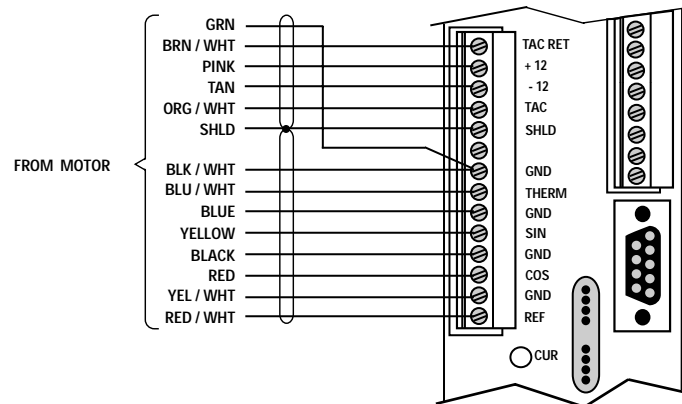 GRN
BRN / WHT TAC RET
PINK + 12
TAN - 12
ORG / WHT TAC
SHLD SHLD
FROM MOTOR
BLK / WHT GND
BLU / WHT THERM
BLUE GND
YELLOW SIN
BLACK GND
RED COS
YEL / WHT GND
RED / WHT REF
CUR